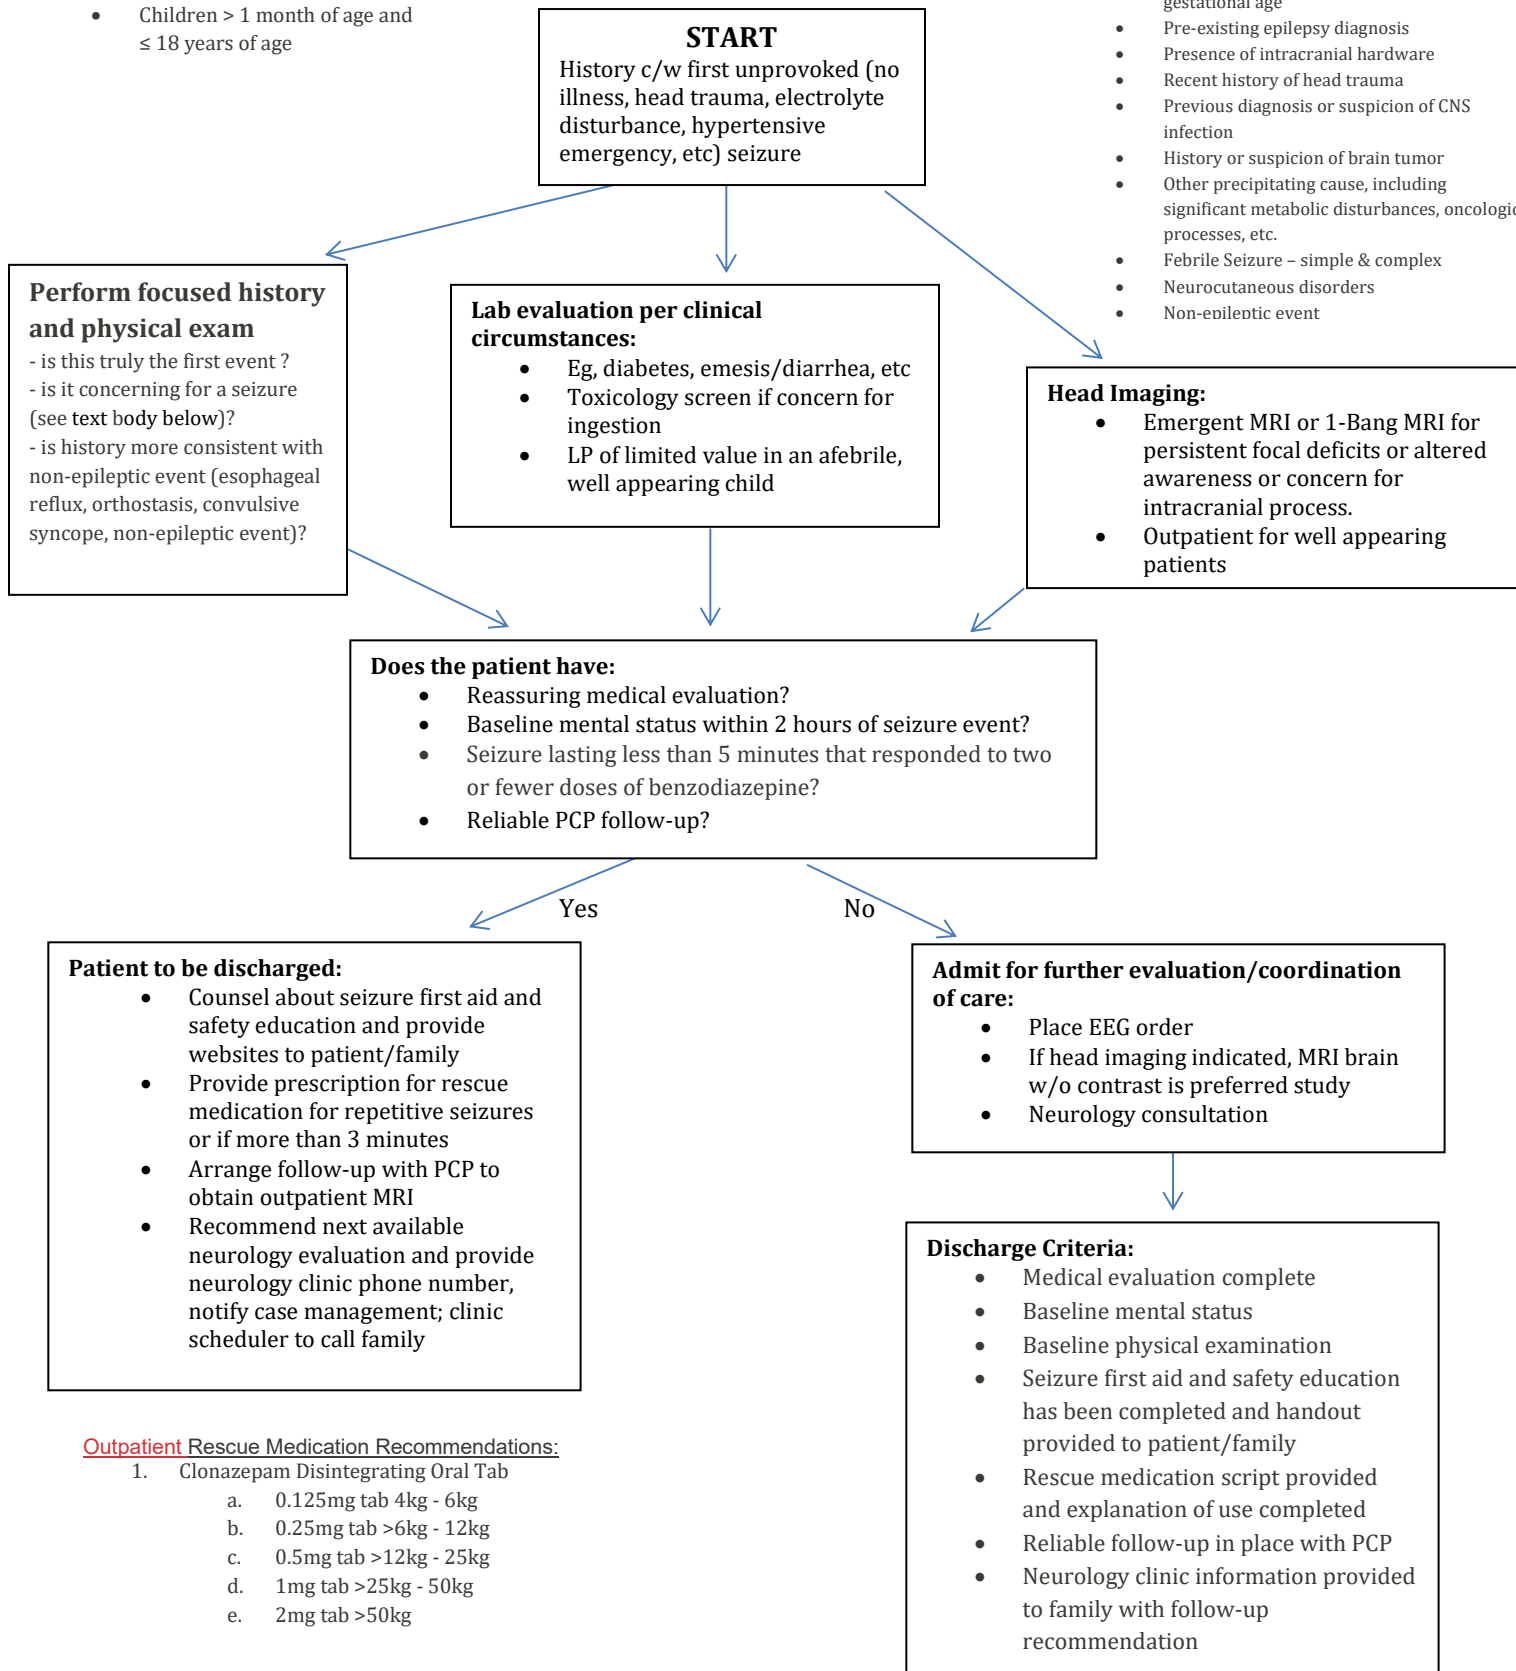 • Children > 1 month of age and
≤ 18 years of age
gestational age
• Pre-existing epilepsy diagnosis
• Presence of intracranial hardware
• Recent history of head trauma
• Previous diagnosis or suspicion of CNS
infection
• History or suspicion of brain tumor
• Other precipitating cause, including
significant metabolic disturbances, oncologic
processes, etc.
• Febrile Seizure – simple & complex
• Neurocutaneous disorders
• Non-epileptic event
START
History c/w first unprovoked (no
illness, head trauma, electrolyte
disturbance, hypertensive
emergency, etc) seizure
Perform focused history
and physical exam
- is this truly the first event ?
- is it concerning for a seizure
(see text body below)?
- is history more consistent with
non-epileptic event (esophageal
reflux, orthostasis, convulsive
syncope, non-epileptic event)?
Lab evaluation per clinical
circumstances:
• Eg, diabetes, emesis/diarrhea, etc
• Toxicology screen if concern for
ingestion
• LP of limited value in an afebrile,
well appearing child
Head Imaging:
• Emergent MRI or 1-Bang MRI for
persistent focal deficits or altered
awareness or concern for
intracranial process.
• Outpatient for well appearing
patients
Does the patient have:
• Reassuring medical evaluation?
• Baseline mental status within 2 hours of seizure event?
• Seizure lasting less than 5 minutes that responded to two
or fewer doses of benzodiazepine?
• Reliable PCP follow-up?
Yes
No
Patient to be discharged:
• Counsel about seizure first aid and
safety education and provide
websites to patient/family
• Provide prescription for rescue
medication for repetitive seizures
or if more than 3 minutes
• Arrange follow-up with PCP to
obtain outpatient MRI
• Recommend next available
neurology evaluation and provide
neurology clinic phone number,
notify case management; clinic
scheduler to call family
Admit for further evaluation/coordination
of care:
• Place EEG order
• If head imaging indicated, MRI brain
w/o contrast is preferred study
• Neurology consultation
Discharge Criteria:
• Medical evaluation complete
• Baseline mental status
• Baseline physical examination
• Seizure first aid and safety education
has been completed and handout
provided to patient/family
• Rescue medication script provided
and explanation of use completed
• Reliable follow-up in place with PCP
• Neurology clinic information provided
to family with follow-up
recommendation
Outpatient Rescue Medication Recommendations:
1. Clonazepam Disintegrating Oral Tab
a. 0.125mg tab 4kg - 6kg
b. 0.25mg tab >6kg - 12kg
c. 0.5mg tab >12kg - 25kg
d. 1mg tab >25kg - 50kg
e. 2mg tab >50kg